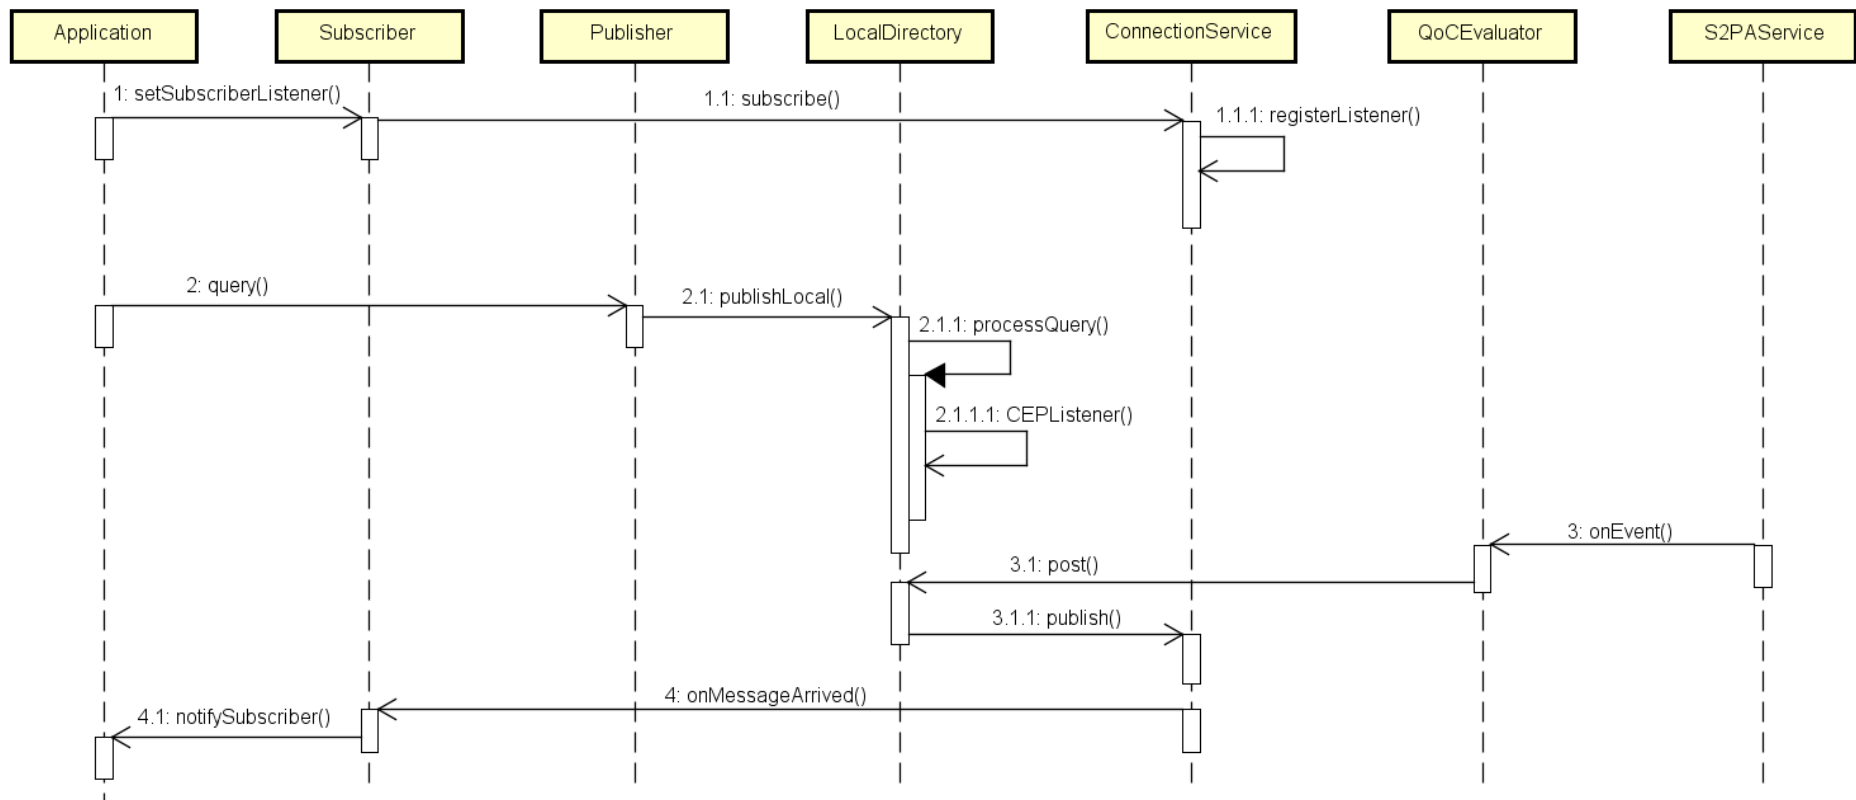 Application
Subscriber
Publisher
LocalDirectory
ConnectionService
QoCEvaluator
S2PAService
1: setSubscriberListener()
1.1: subscribe()
1.1.1: registerListener()
2: query()
2.1: publishLocal()
2.1.1: processQuery()
2.1.1.1: CEPListener()
3: onEvent()
3.1: post()
3.1.1: publish()
4: onMessageArrived()
4.1: notifySubscriber()